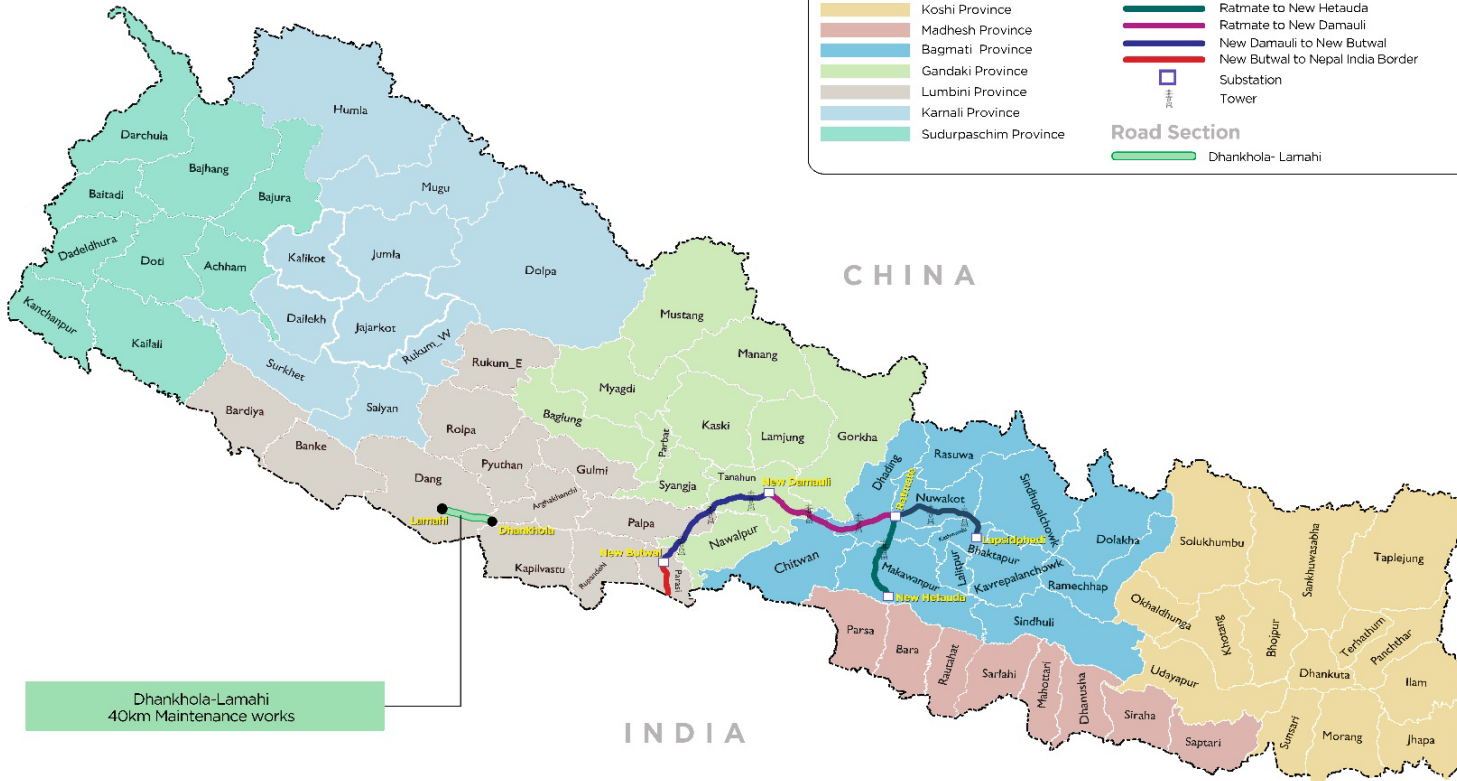 Koshi Province
Madhesh Province
Bagmati Province
Gandaki Province
Lumbini Province
Karnali Province
Sudurpaschim Province
Ratmate to New Hetauda
Ratmate to New Damauli
New Damauli to New Butwal
New Butwal to Nepal India Border
Substation
Tower
Road Section
Dhankhola- Lamahi
CHINA
Humla
Darchula
Bajhang
Mugu
Baitadi
Bajura
Dadeldhura
Doti
Achham
Kalikot
Jumla
Dolpa
Kanchanpur
Kailali
Dailekh
Jajarkot
Rukum_W
Mustang
Surkhet
Rukum_E
Manang
Salyan
Myagdi
Bardiya
Baglung
Kaski
Lamjung
Gorkha
Banke
Rolpa
Parbat
Dang
Pyuthan
Gulmi
Syangja
Tanahun
New Damauli
Dhading
Rasuwa
Ratmate
Nuwakot
Sindhupalchowk
Dolakha
Arghakhanchi
Lamahi
Dhankhola
Palpa
Nawalpur
New Butwal
Kapilvastu
Rupandehi
Parasi
Chitwan
Lapsidphedi
Bhaktapur
Lalitpur
Makawanpur
Kavrepalanchowk
Ramechhap
New Hetauda
Sindhuli
Solukhumbu
Sankhuwasabha
Taplejung
Okhaldhunga
Khotang
Bhojpur
Terhathum
Panchthar
Udayapur
Dhankuta
Ilam
Parsa
Bara
Rautahat
Sarlahi
Mahottari
Dhanusha
Siraha
Saptari
Sunsari
Morang
Jhapa
Dhankhola-Lamahi
40km Maintenance works
INDIA